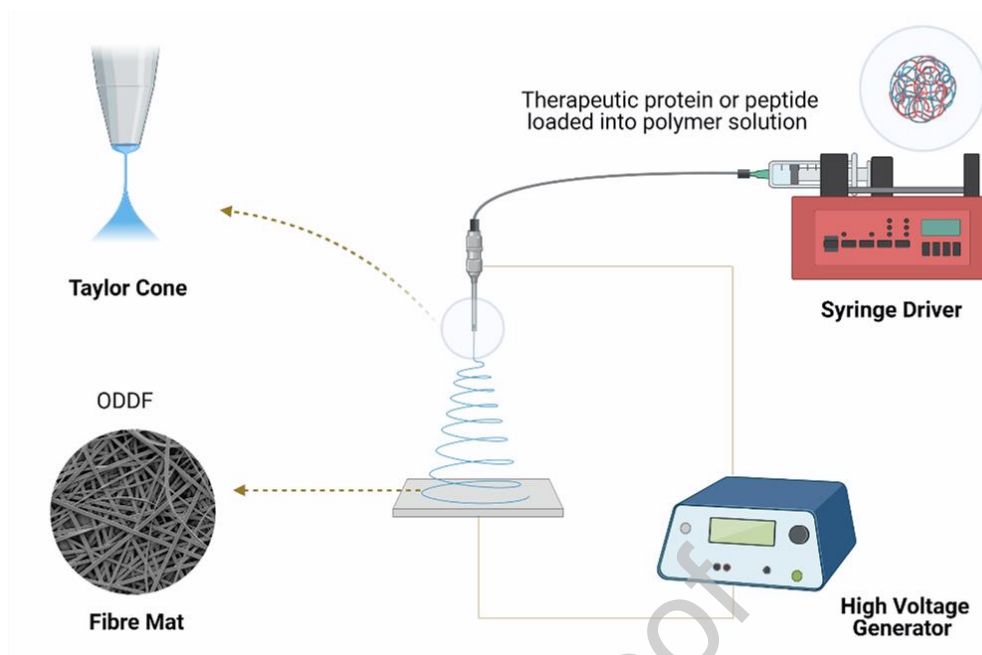 Therapeutic protein or peptide
loaded into polymer solution
Taylor Cone
Syringe Driver
ODDF
Fibre Mat
High Voltage
Generator